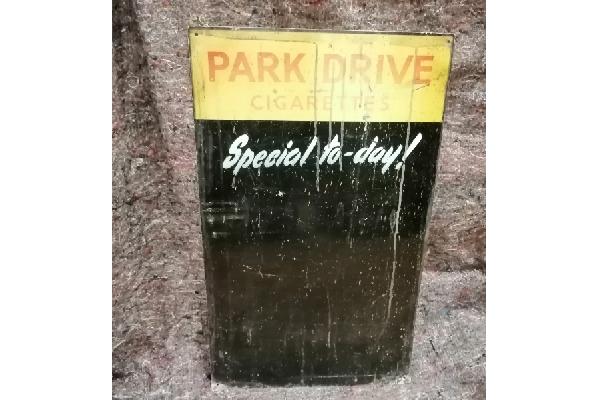 PARK DRIVE
CIGARETTES
Special to-day!